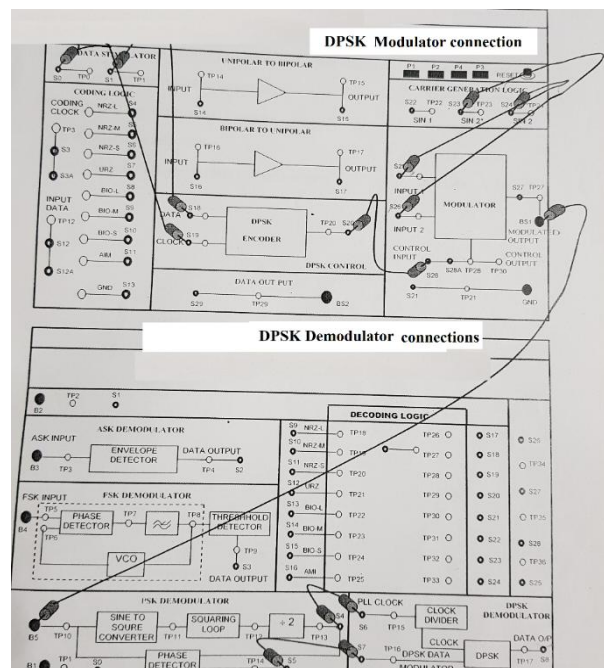 DPSK Modulator connection
DATA STIMULATOR
S0 TP0 S1 TP1
CODING LOGIC
CODING CLOCK
NRZ-L S4
TP3 NRZ-M
S3 NRZ-S S6
URZ S7
S3A BIO-L S8
INPUT DATA
BIO-M S9
TP12 BIO-S S10
S12 AIM S11
S12A GND S13
UNIPOLAR TO BIPOLAR
TP14 TP15
INPUT OUTPUT
S14 S15
BIPOLAR TO UNIPOLAR
TP16 TP17
INPUT OUTPUT
S16 S17
S18
DATA
DPSK ENCODER
TP20 S20
S19
CLOCK
DPSK CONTROL
DATA OUT PUT
S29 TP29 BS2
P1 P2 P4 P3 RESET
CARRIER GENERATION LOGIC
S22 TP22 S23 TP23 S24
SIN 1 SIN 2 SIN 2
INPUT 1
MODULATOR
S27 TP27
S26
BS1
INPUT 2
MODULATED OUTPUT
CONTROL INPUT
CONTROL OUTPUT
S28 S28A TP28 TP30
S21 TP21 GND
DPSK Demodulator connections
B2 TP2 S1
ASK DEMODULATOR
ASK INPUT
ENVELOPE DETECTOR
DATA OUTPUT
B3 TP3 TP4 S2
FSK DEMODULATOR
FSK INPUT
TP5
PHASE DETECTOR
TP7 TP8
THRESHHOLD DETECTOR
B4 TP6
VCO
TP9
S3
DATA OUTPUT
DECODING LOGIC
S9 NRZ-L TP18 TP26 S17 S26
S10 NRZ-M TP19 TP27 S18 TP34
S11 NRZ-S TP20 TP28 S19
S12 URZ TP21 TP29 S20 S27
S13 BIO-L TP22 TP30 S21 TP35
S14 BIO-M TP23 TP31 S22 S28
S15 BIO-S TP24 TP32 S23 TP36
S16 AMI TP25 TP33 S24 S25
PSK DEMODULATOR
B5 TP10
SINE TO SQURE CONVERTER
TP11
SQUARING LOOP
TP12
÷ 2
TP13 S4
B1 TP1 S0
PHASE DETECTOR
TP14 S5
PLL CLOCK
S6 TP15
CLOCK DIVIDER
DPSK DEMODULATOR
S7 TP16
CLOCK
DPSK DATA
DPSK
DATA O/P
TP17 S8
MODULATOR